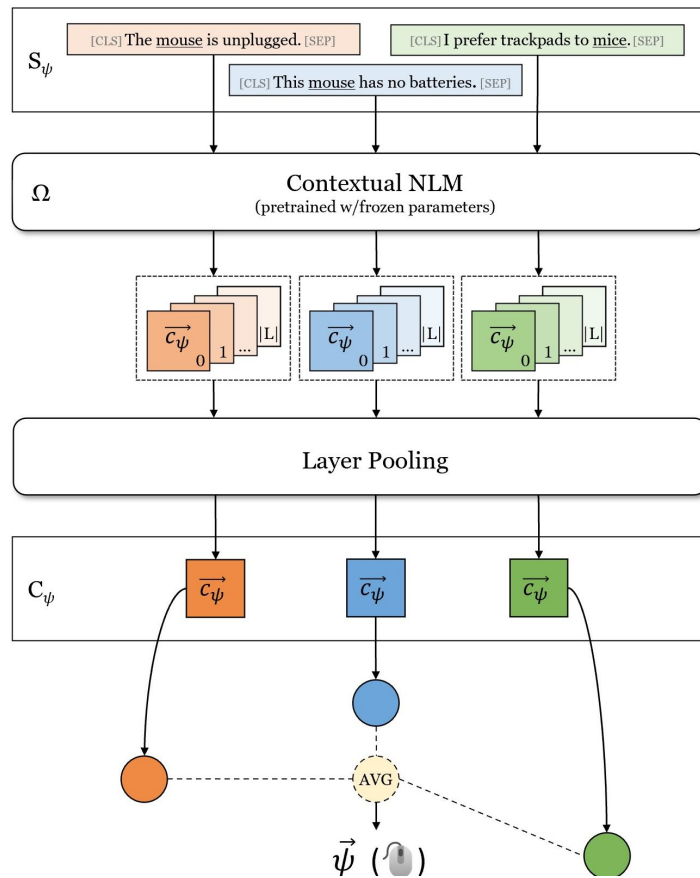 [CLS] The mouse is unplugged. [SEP]
[CLS] I prefer trackpads to mice. [SEP]
S_ψ
[CLS] This mouse has no batteries. [SEP]
Ω
Contextual NLM
(pretrained w/frozen parameters)
c_ψ⃗ 0 1 ... |L|
c_ψ⃗ 0 1 ... |L|
c_ψ⃗ 0 1 ... |L|
Layer Pooling
C_ψ
c_ψ⃗
c_ψ⃗
c_ψ⃗
AVG
ψ⃗ ( )